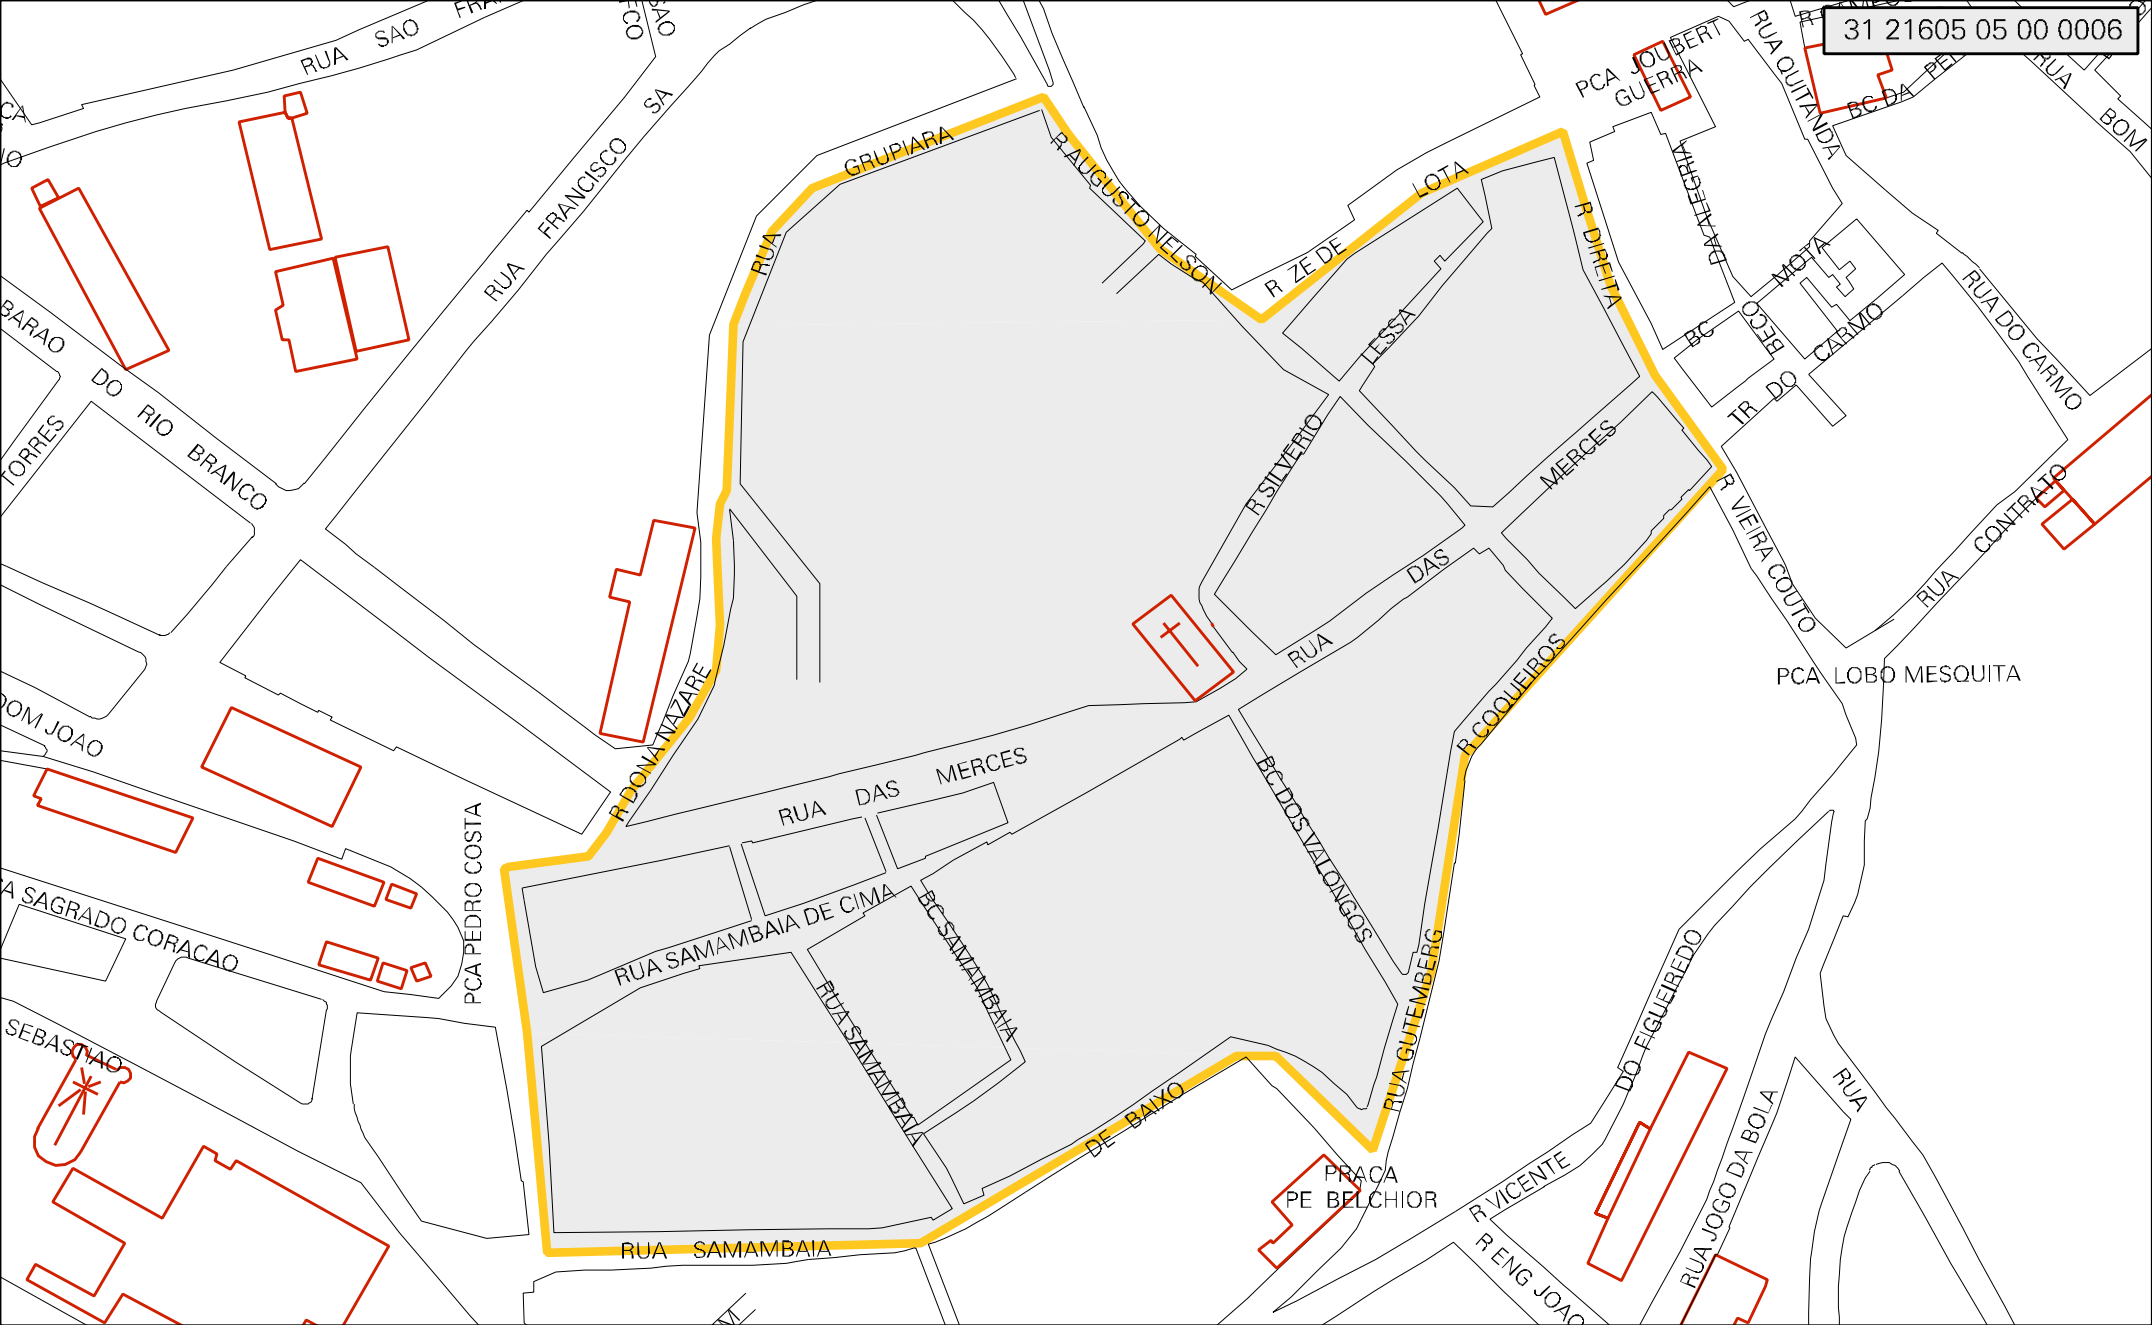 31 21605 05 00 0006
RUA SAO
RUA FRANCISCO SA
RUA GRUPIARA
R AUGUSTO NELSON
R ZE DE LOTA
PCA JOUBERT
GUERRA
RUA QUITANDA
BC DA
RUA
BOM
DA ALEGRIA
R DIREITA
BC MOTA
BECO
TR DO CARMO
RUA DO CARMO
BARAO DO RIO BRANCO
TORRES
R SILVERIO LESSA
RUA DAS MERCES
R VIEIRA COUTO
RUA CONTRATO
PCA LOBO MESQUITA
R COQUEIROS
DOM JOAO
R DONA NAZARE
RUA DAS MERCES
PCA PEDRO COSTA
BC DOS VALONGOS
SAGRADO CORACAO
RUA SAMAMBAIA DE CIMA
BC SAMAMBAIA
RUA SAMAMBAIA
RUA GUTEMBERG
DO FIGUEIREDO
SEBASTIAO
DE BAIXO
RUA
PRACA
PE BELCHIOR
R VICENTE
RUA JOGO DA BOLA
R ENG JOAO
RUA SAMAMBAIA